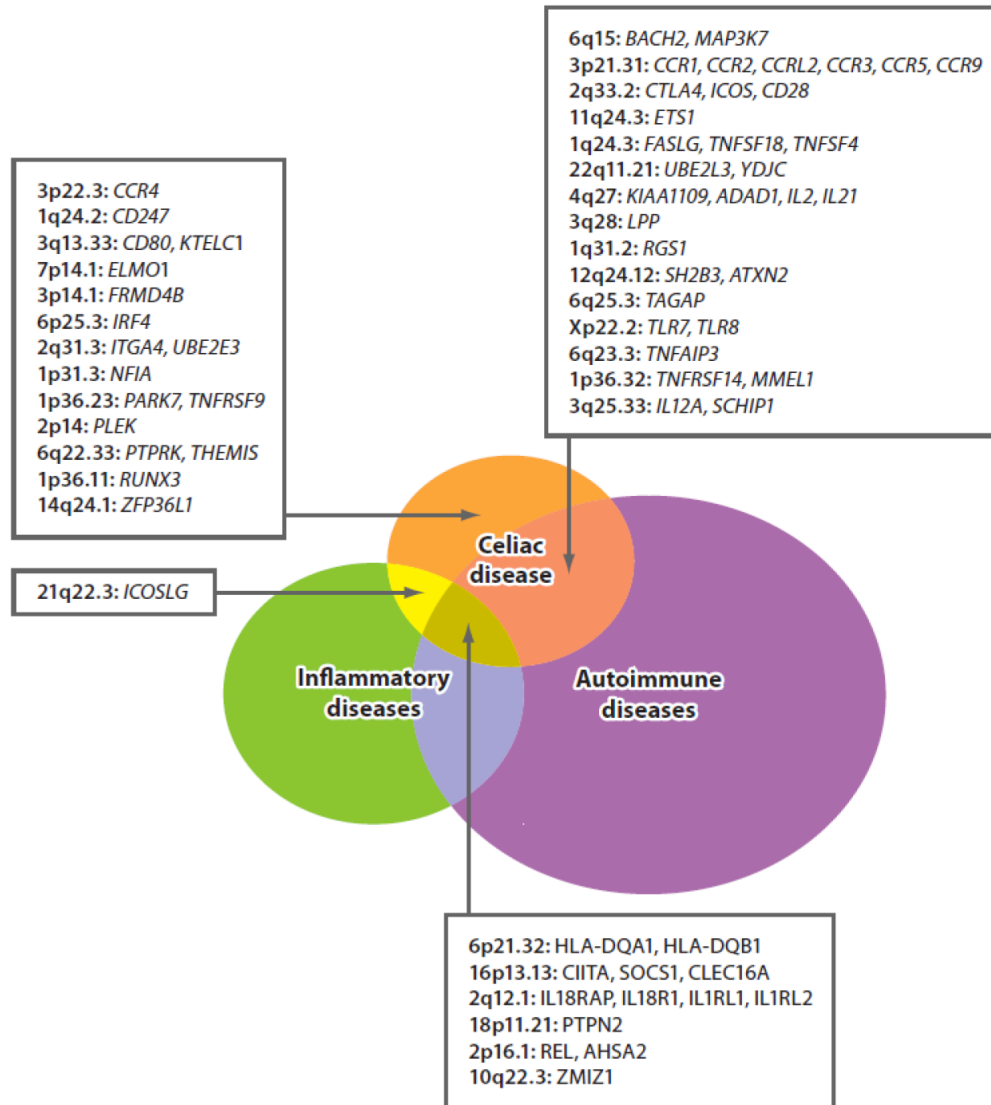 6q15: BACH2, MAP3K7
3p21.31: CCR1, CCR2, CCRL2, CCR3, CCR5, CCR9
2q33.2: CTLA4, ICOS, CD28
11q24.3: ETS1
1q24.3: FASLG, TNFSF18, TNFSF4
22q11.21: UBE2L3, YDJC
4q27: KIAA1109, ADAD1, IL2, IL21
3q28: LPP
1q31.2: RGS1
12q24.12: SH2B3, ATXN2
6q25.3: TAGAP
Xp22.2: TLR7, TLR8
6q23.3: TNFAIP3
1p36.32: TNFRSF14, MMEL1
3q25.33: IL12A, SCHIP1
3p22.3: CCR4
1q24.2: CD247
3q13.33: CD80, KTELC1
7p14.1: ELMO1
3p14.1: FRMD4B
6p25.3: IRF4
2q31.3: ITGA4, UBE2E3
1p31.3: NFIA
1p36.23: PARK7, TNFRSF9
2p14: PLEK
6q22.33: PTPRK, THEMIS
1p36.11: RUNX3
14q24.1: ZFP36L1
Celiac
disease
21q22.3: ICOSLG
Inflammatory
diseases
Autoimmune
diseases
6p21.32: HLA-DQA1, HLA-DQB1
16p13.13: CIITA, SOCS1, CLEC16A
2q12.1: IL18RAP, IL18R1, IL1RL1, IL1RL2
18p11.21: PTPN2
2p16.1: REL, AHSA2
10q22.3: ZMIZ1